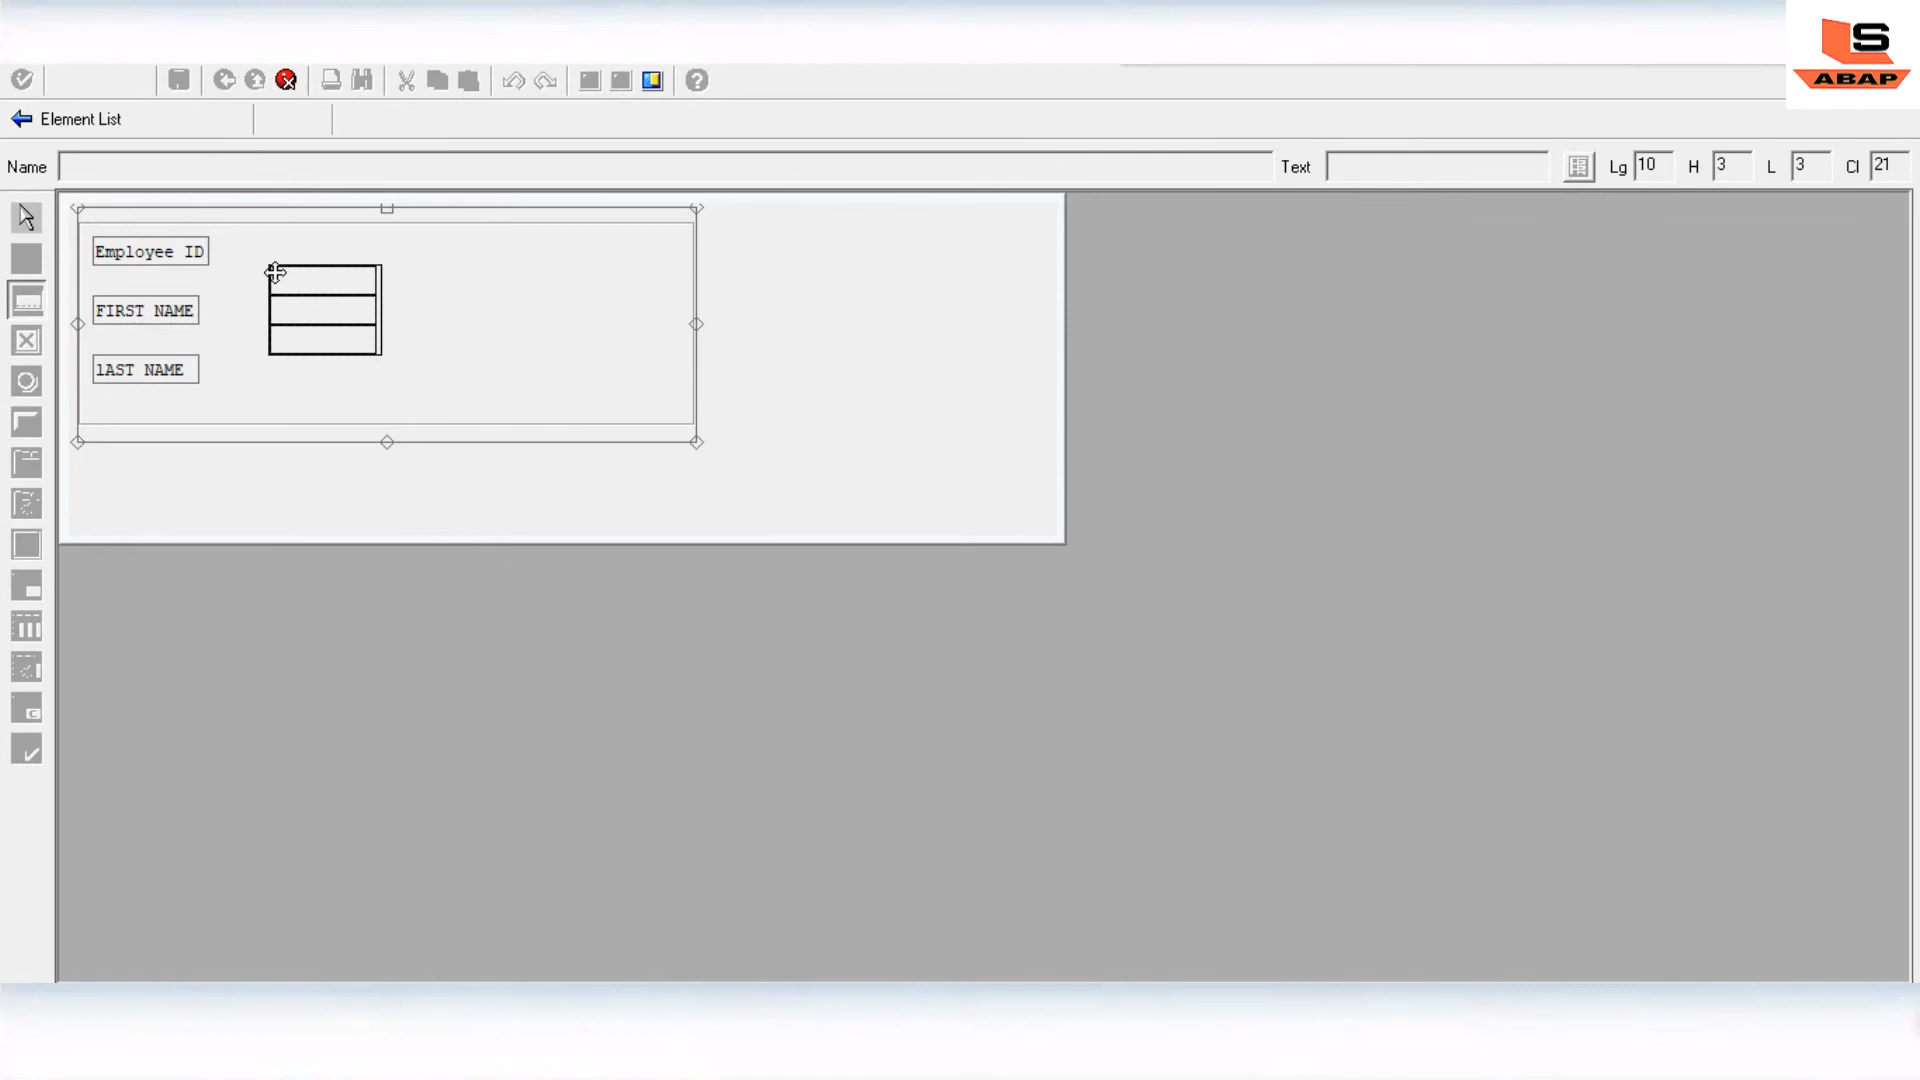 S
ABAP
Element List
Name
Text
Lg 10 H 3 L 3 Cl 21
Employee ID
FIRST NAME
lAST NAME